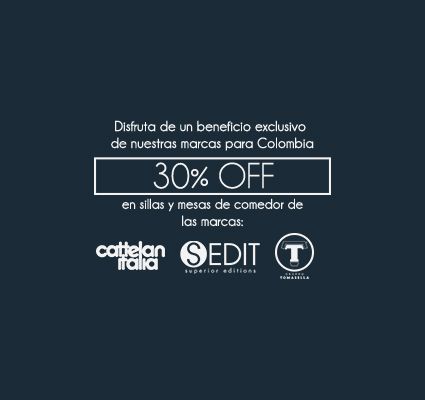 Disfruta de un beneficio exclusivo
de nuestras marcas para Colombia
30% OFF
en sillas y mesas de comedor de
las marcas:
cattelan
italia
SEDIT
superior editions
T
GRUPPO
TOMASELLA